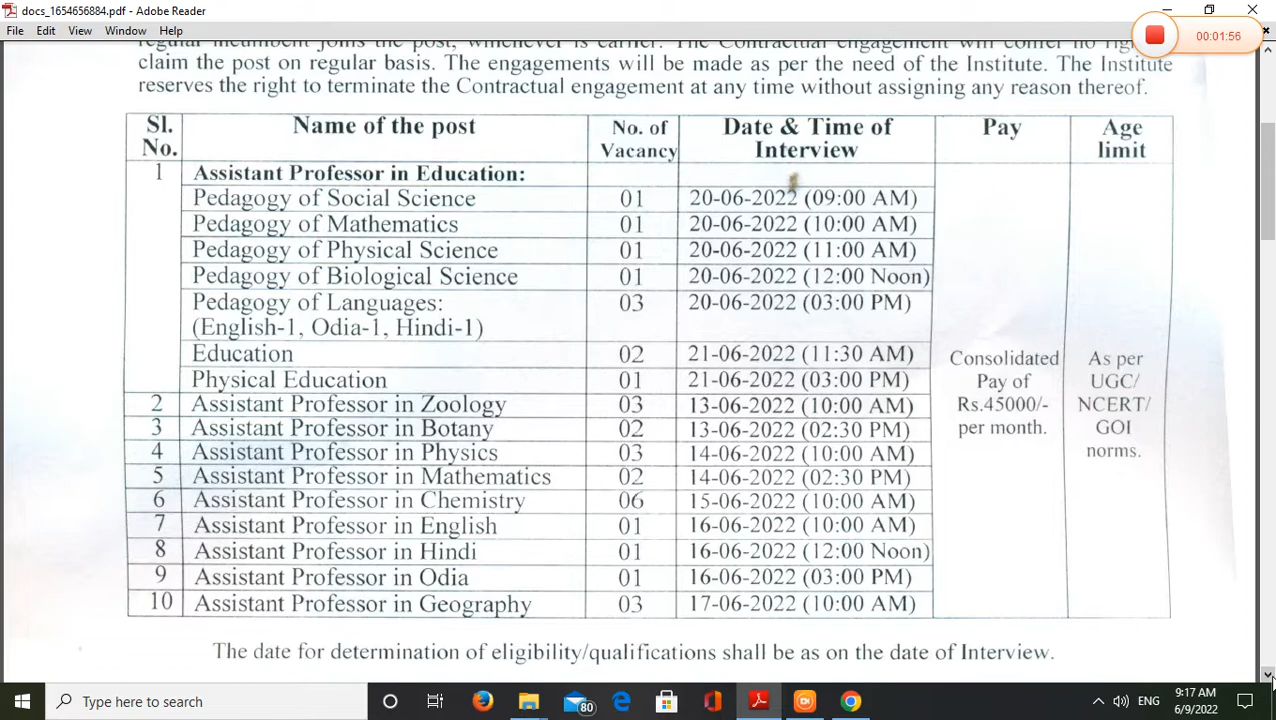 docs_1654656884.pdf - Adobe Reader
File Edit View Window Help
00:01:56
regular incumbent joins the post, whichever is earlier. The Contractual engagement will confer no righ
claim the post on regular basis. The engagements will be made as per the need of the Institute. The Institute
reserves the right to terminate the Contractual engagement at any time without assigning any reason thereof.
Sl. No. Name of the post No. of Vacancy Date & Time of Interview Pay Age limit
1 Assistant Professor in Education:
Pedagogy of Social Science 01 20-06-2022 (09:00 AM)
Pedagogy of Mathematics 01 20-06-2022 (10:00 AM)
Pedagogy of Physical Science 01 20-06-2022 (11:00 AM)
Pedagogy of Biological Science 01 20-06-2022 (12:00 Noon)
Pedagogy of Languages: 03 20-06-2022 (03:00 PM)
(English-1, Odia-1, Hindi-1)
Education 02 21-06-2022 (11:30 AM)
Physical Education 01 21-06-2022 (03:00 PM)
2 Assistant Professor in Zoology 03 13-06-2022 (10:00 AM)
3 Assistant Professor in Botany 02 13-06-2022 (02:30 PM)
4 Assistant Professor in Physics 03 14-06-2022 (10:00 AM)
5 Assistant Professor in Mathematics 02 14-06-2022 (02:30 PM)
6 Assistant Professor in Chemistry 06 15-06-2022 (10:00 AM)
7 Assistant Professor in English 01 16-06-2022 (10:00 AM)
8 Assistant Professor in Hindi 01 16-06-2022 (12:00 Noon)
9 Assistant Professor in Odia 01 16-06-2022 (03:00 PM)
10 Assistant Professor in Geography 03 17-06-2022 (10:00 AM)
Consolidated
Pay of
Rs.45000/-
per month.
As per
UGC/
NCERT/
GOI
norms.
The date for determination of eligibility/qualifications shall be as on the date of Interview.
Type here to search
80
ENG
9:17 AM
6/9/2022